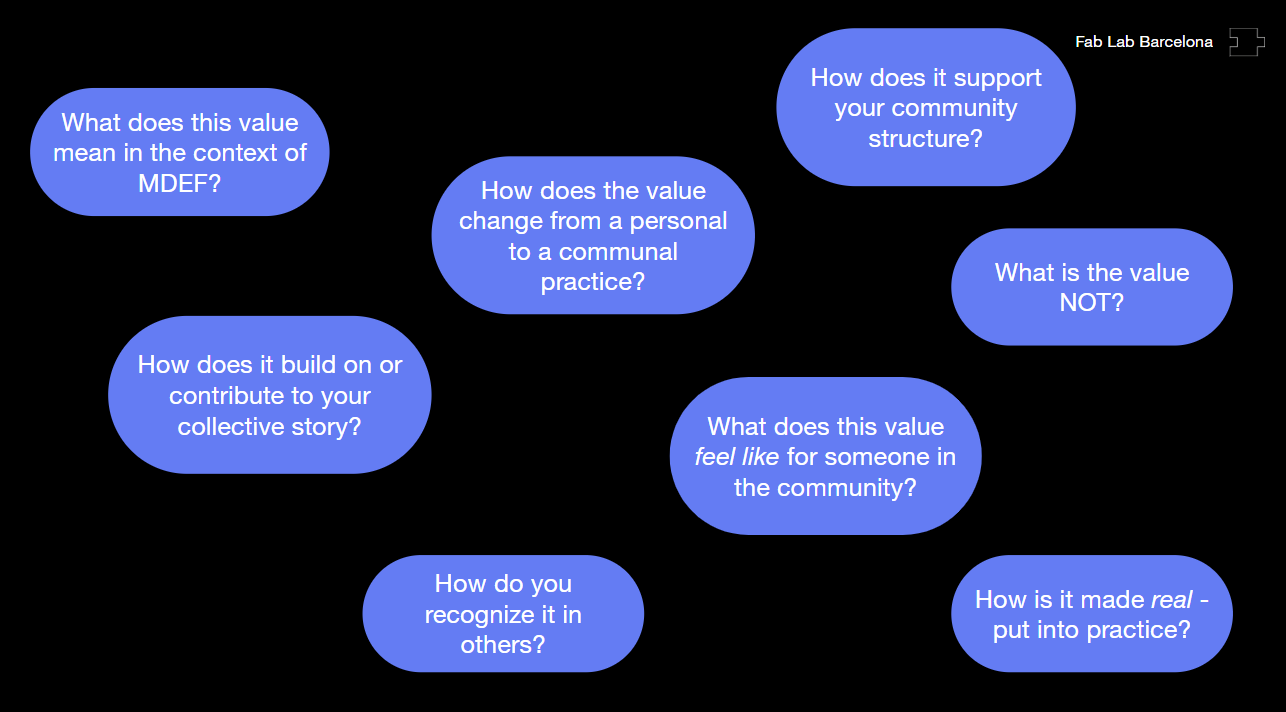 Fab Lab Barcelona
What does this value
mean in the context of
MDEF?
How does it support
your community
structure?
How does the value
change from a personal
to a communal
practice?
What is the value
NOT?
How does it build on or
contribute to your
collective story?
What does this value
feel like for someone in
the community?
How do you
recognize it in
others?
How is it made real -
put into practice?